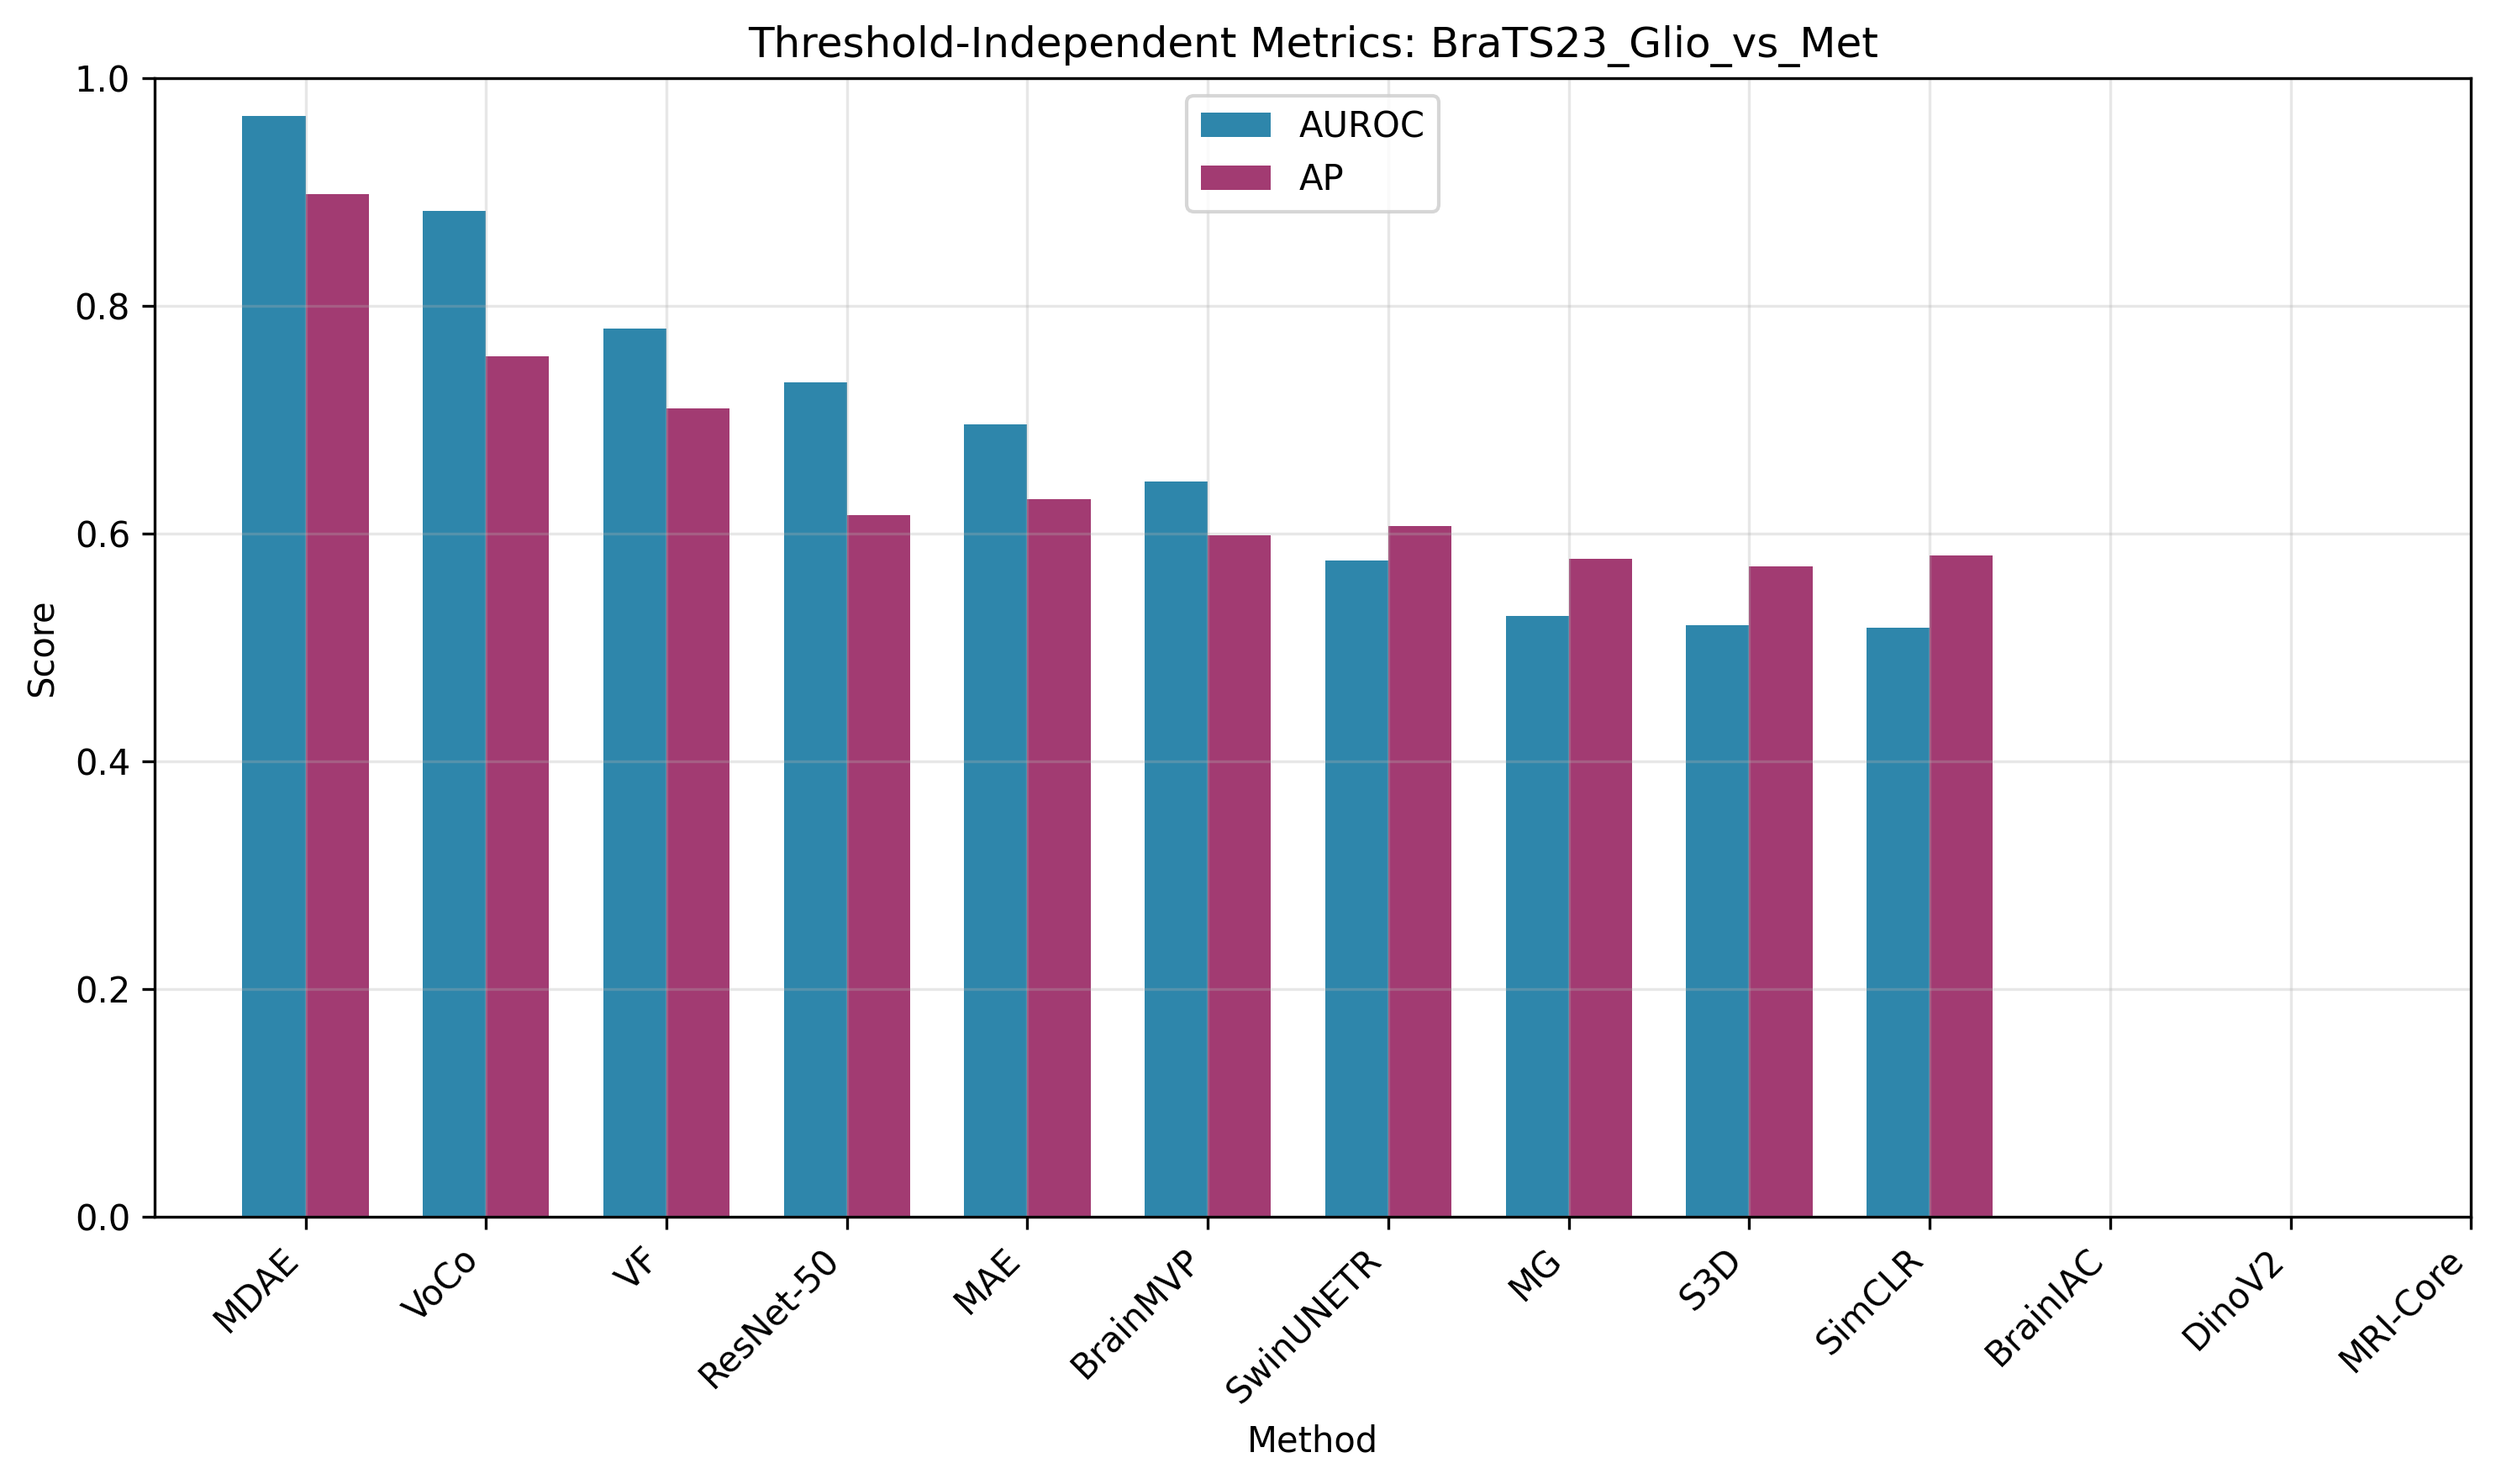 Threshold-Independent Metrics: BraTS23_Glio_vs_Met
AUROC
AP
Score
1.0
0.8
0.6
0.4
0.2
0.0
MDAE
VoCo
VF
ResNet-50
MAE
BrainMVP
SwinUNETR
MG
S3D
SimCLR
BrainIAC
DinoV2
MRI-Core
Method